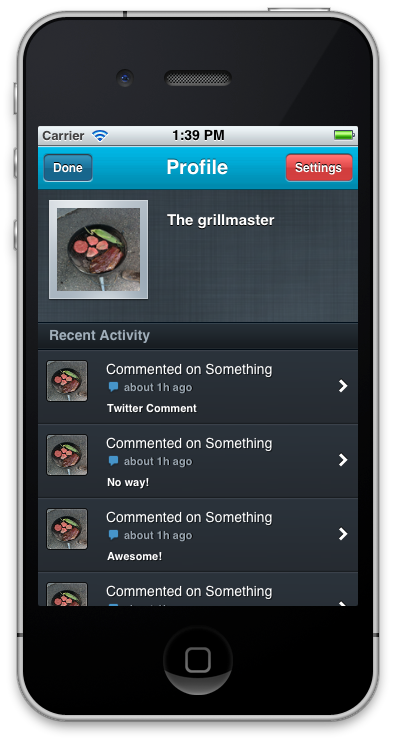 Carrier 1:39 PM
Done Profile Settings
The grillmaster
Recent Activity
Commented on Something
about 1h ago
Twitter Comment
Commented on Something
about 1h ago
No way!
Commented on Something
about 1h ago
Awesome!
Commented on Something